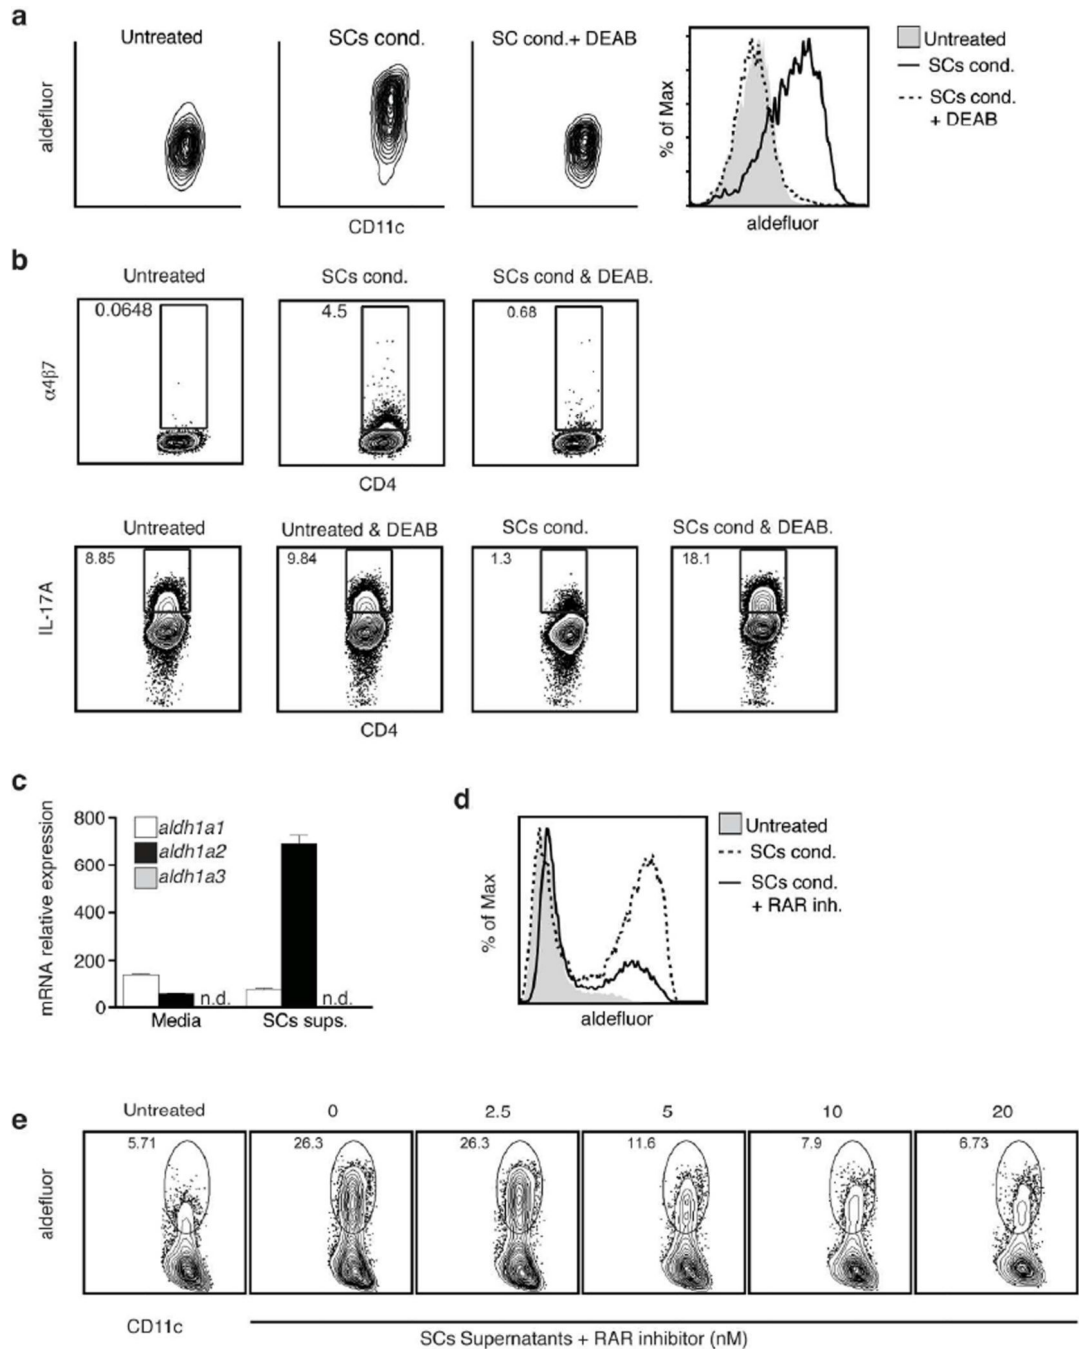 a
Untreated
SCs cond.
SC cond.+ DEAB
aldefluor
CD11c
% of Max
aldefluor
Untreated
SCs cond.
SCs cond.
+ DEAB
b
Untreated
SCs cond.
SCs cond & DEAB.
0.0648
4.5
0.68
α4β7
CD4
Untreated
Untreated & DEAB
SCs cond.
SCs cond & DEAB.
8.85
9.84
1.3
18.1
IL-17A
CD4
c
mRNA relative expression
800
600
400
200
0
aldh1a1
aldh1a2
aldh1a3
n.d.
n.d.
Media
SCs sups.
d
% of Max
aldefluor
Untreated
SCs cond.
SCs cond.
+ RAR inh.
e
Untreated
0
2.5
5
10
20
5.71
26.3
26.3
11.6
7.9
6.73
aldefluor
CD11c
SCs Supernatants + RAR inhibitor (nM)